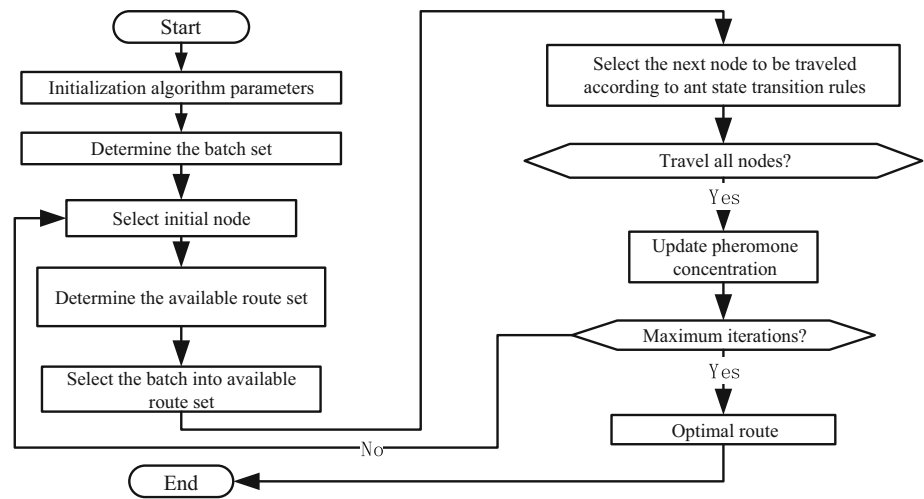 Start
Initialization algorithm parameters
Determine the batch set
Select initial node
Determine the available route set
Select the batch into available
route set
Select the next node to be traveled
according to ant state transition rules
Travel all nodes?
Yes
Update pheromone
concentration
Maximum iterations?
Yes
No
Optimal route
End